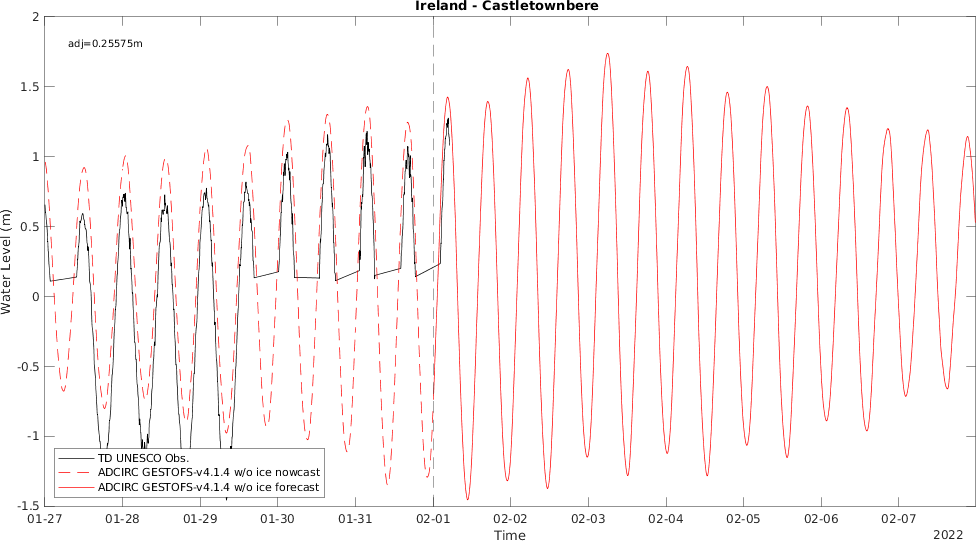 Ireland - Castletownbere
adj=0.25575m
2
1.5
1
0.5
0
-0.5
-1
-1.5
Water Level (m)
TD UNESCO Obs.
ADCIRC GESTOFS-v4.1.4 w/o ice nowcast
ADCIRC GESTOFS-v4.1.4 w/o ice forecast
01-27 01-28 01-29 01-30 01-31 02-01 02-02 02-03 02-04 02-05 02-06 02-07
Time
2022